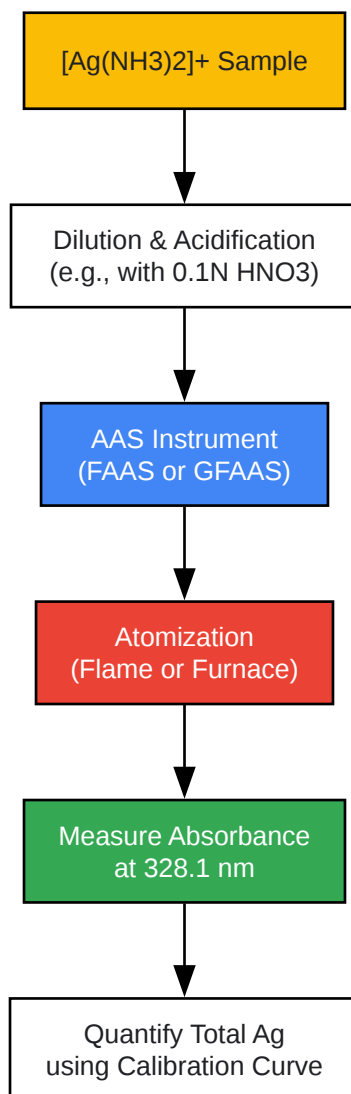 [Ag(NH3)2]+ Sample
Dilution & Acidification
(e.g., with 0.1N HNO3)
AAS Instrument
(FAAS or GFAAS)
Atomization
(Flame or Furnace)
Measure Absorbance
at 328.1 nm
Quantify Total Ag
using Calibration Curve